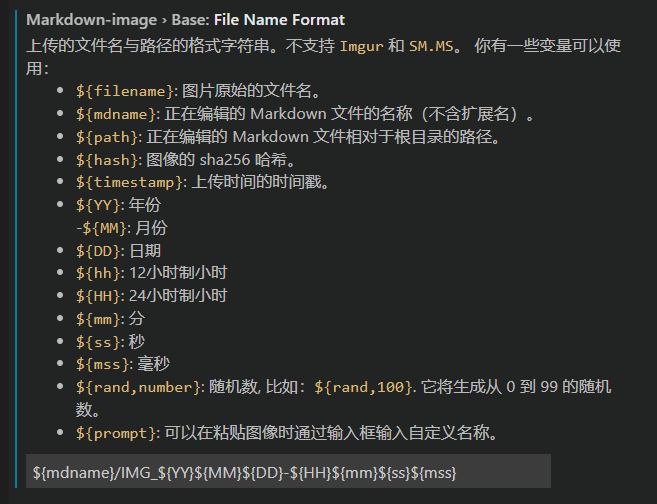 Markdown-image › Base: File Name Format
上传的文件名与路径的格式字符串。不支持 Imgur 和 SM.MS。 你有一些变量可以使
用：
• ${filename}: 图片原始的文件名。
• ${mdname}: 正在编辑的 Markdown 文件的名称（不含扩展名）。
• ${path}: 正在编辑的 Markdown 文件相对于根目录的路径。
• ${hash}: 图像的 sha256 哈希。
• ${timestamp}: 上传时间的时间戳。
• ${YY}: 年份
-${MM}: 月份
• ${DD}: 日期
• ${hh}: 12小时制小时
• ${HH}: 24小时制小时
• ${mm}: 分
• ${ss}: 秒
• ${mss}: 毫秒
• ${rand,number}: 随机数, 比如：${rand,100}. 它将生成从 0 到 99 的随机
数。
• ${prompt}: 可以在粘贴图像时通过输入框输入自定义名称。
${mdname}/IMG_${YY}${MM}${DD}-${HH}${mm}${ss}${mss}